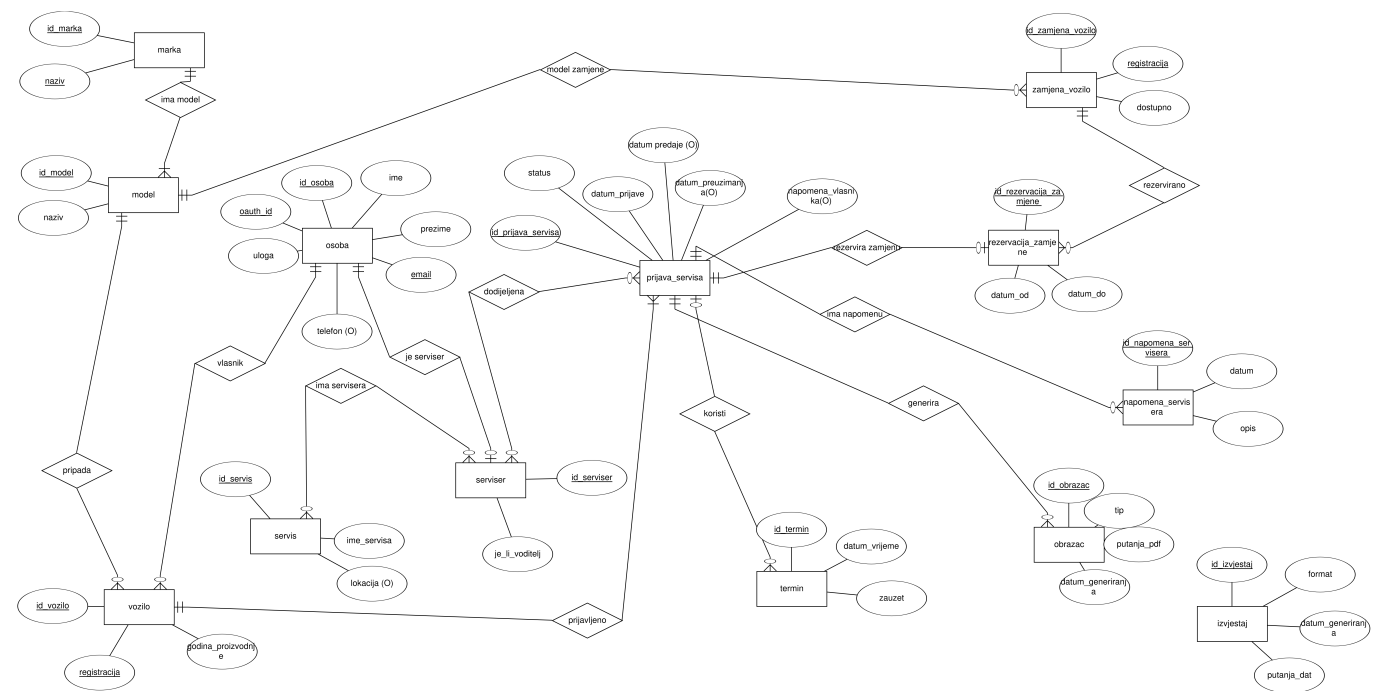 id_marka
marka
naziv
ima model
id_model
model
naziv
model zamjene
id_zamjena_vozilo
registracija
zamjena_vozilo
dostupno
rezervirano
id_osoba
ime
oauth_id
osoba
prezime
uloga
email
telefon (O)
status
datum_prijave
datum predaje (O)
datum_preuzimanj
a(O)
napomena_vlasni
ka(O)
id_prijava_servisa
prijava_servisa
dodijeljena
rezervira zamjenu
id_rezervacija_za
mjene
rezervacija_zamje
ne
datum_od
datum_do
ima napomenu
vlasnik
je serviser
ima servisera
id_napomena_ser
visera
datum
napomena_servis
era
opis
generira
koristi
pripada
id_servis
servis
ime_servisa
lokacija (O)
serviser
id_serviser
je_li_voditelj
id_termin
datum_vrijeme
termin
zauzet
id_obrazac
tip
obrazac
putanja_pdf
datum_generiranj
a
id_izvjestaj
format
izvjestaj
datum_generiranj
a
putanja_dat
id_vozilo
vozilo
godina_proizvodnj
e
registracija
prijavljeno